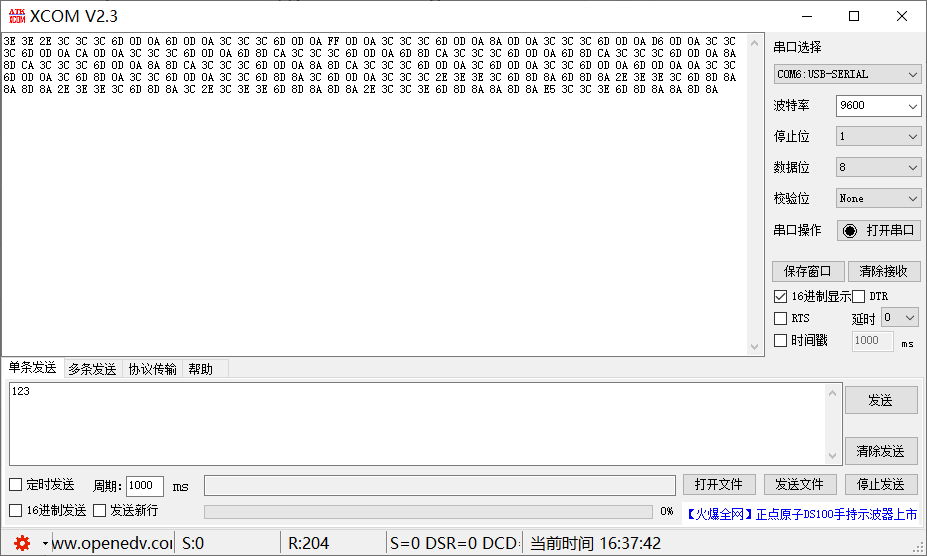 ATK XCOM XCOM V2.3
3E 3E 2E 3C 3C 3C 6D 0D 0A 6D 0D 0A 3C 3C 3C 6D 0D 0A FF 0D 0A 3C 3C 3C 6D 0D 0A 8A 0D 0A 3C 3C 3C 6D 0D 0A D6 0D 0A 3C 3C
3C 6D 0D 0A CA 0D 0A 3C 3C 3C 6D 0D 0A 6D 8D CA 3C 3C 3C 6D 0D 0A 6D 8D CA 3C 3C 3C 6D 0D 0A 6D 8D CA 3C 3C 3C 6D 0D 0A 8A
8D CA 3C 3C 3C 6D 0D 0A 8A 8D CA 3C 3C 3C 6D 0D 0A 8A 8D CA 3C 3C 3C 6D 0D 0A 8A 8D 0A 3C 3C 3C 6D 0D 0A 8A 8D 0A 3C 3C 3C
6D 0D 0A 3C 6D 8D 0A 3C 3C 6D 0D 0A 3C 6D 8D 8A 3C 6D 0D 0A 3C 3C 3C 2E 3E 3E 3C 6D 8D 8A 6D 8D 8A 2E 3E 3E 3C 6D 8D 8A
8A 8D 8A 2E 3E 3E 3C 6D 8D 8A 3C 2E 3C 3E 3E 6D 8D 8A 8D 8A 2E 3C 3C 3E 6D 8D 8A 8A 8D 8A E5 3C 3C 3E 6D 8D 8A 8A 8D 8A
串口选择
COM6:USB-SERIAL
波特率 9600
停止位 1
数据位 8
校验位 None
串口操作 打开串口
保存窗口 清除接收
16进制显示 DTR
RTS 延时 0
时间戳 1000 ms
单条发送 多条发送 协议传输 帮助
123
发送
清除发送
定时发送 周期: 1000 ms 打开文件 发送文件 停止发送
16进制发送 发送新行 0% 【火爆全网】正点原子DS100手持示波器上市
ww.openedv.com S:0 R:204 S=0 DSR=0 DCD: 当前时间 16:37:42